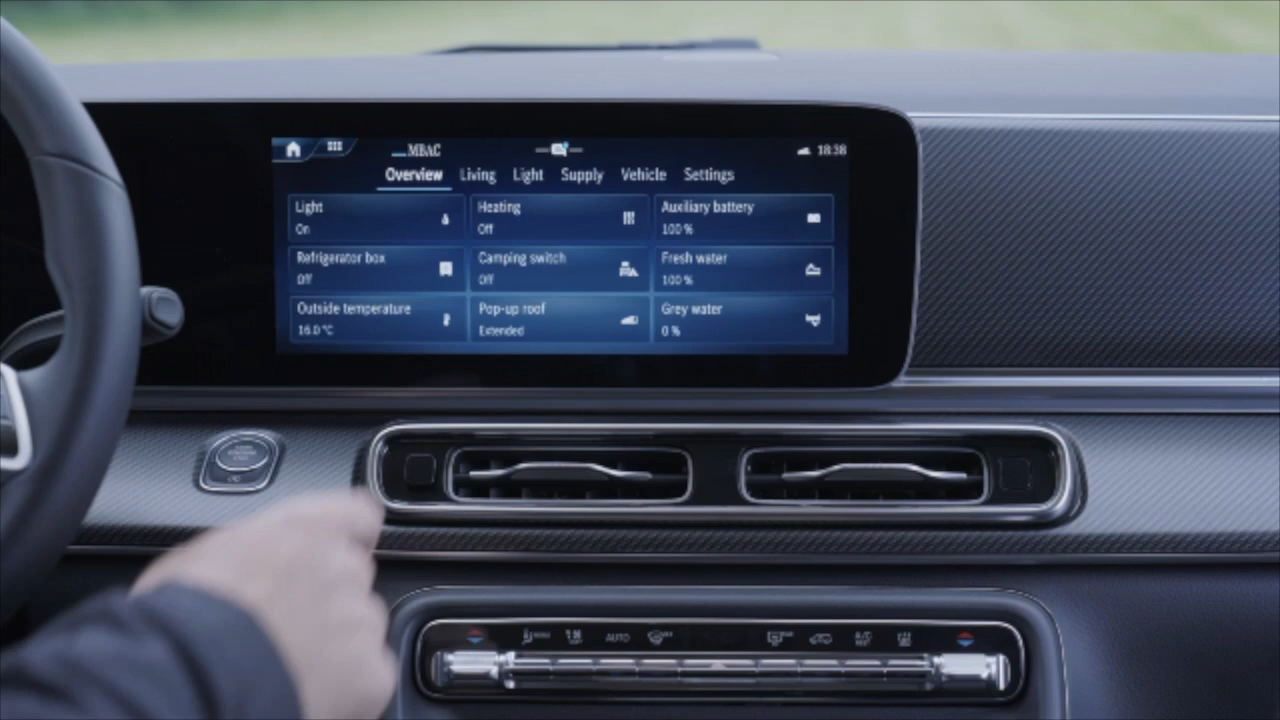 MBAC
18:38
Overview Living Light Supply Vehicle Settings
Light
On
Heating
Off
Auxiliary battery
100 %
Refrigerator box
Off
Camping switch
Off
Fresh water
100 %
Outside temperature
16.0 °C
Pop-up roof
Extended
Grey water
0 %
AUTO